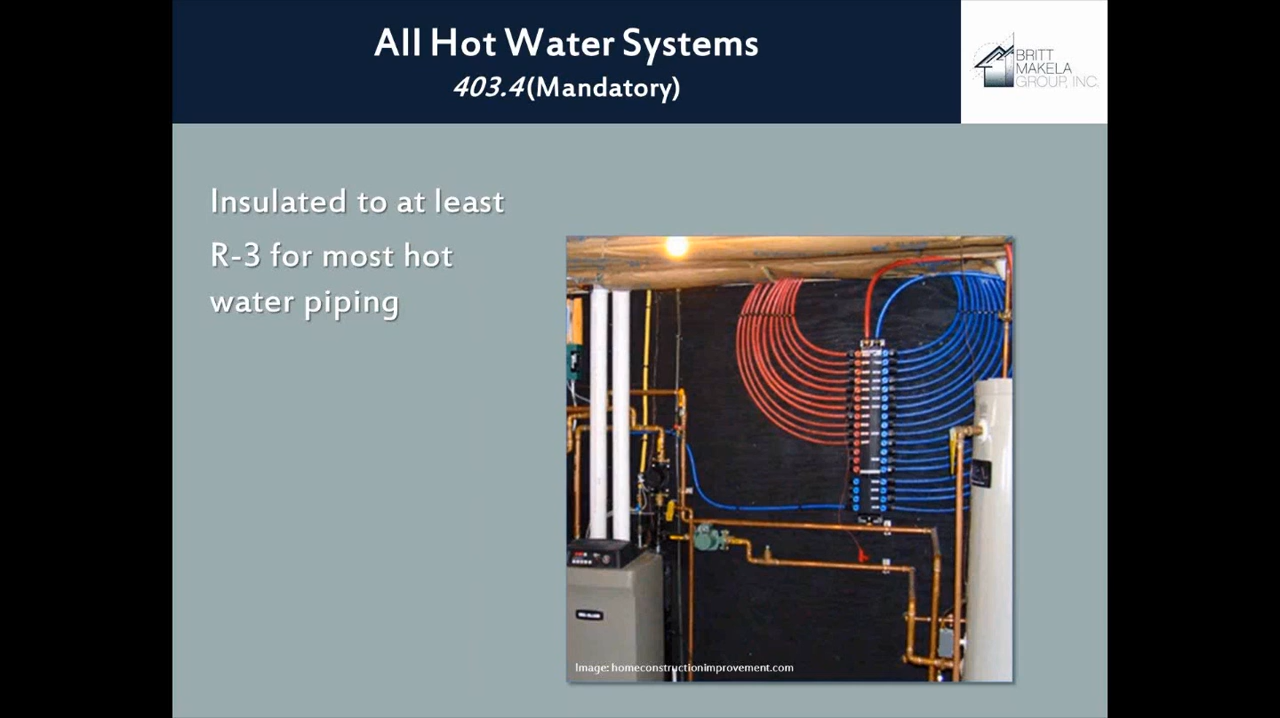 All Hot Water Systems
403.4 (Mandatory)
BRITT
MAKELA
GROUP, INC.
Insulated to at least
R-3 for most hot
water piping
Image: homeconstructionimprovement.com